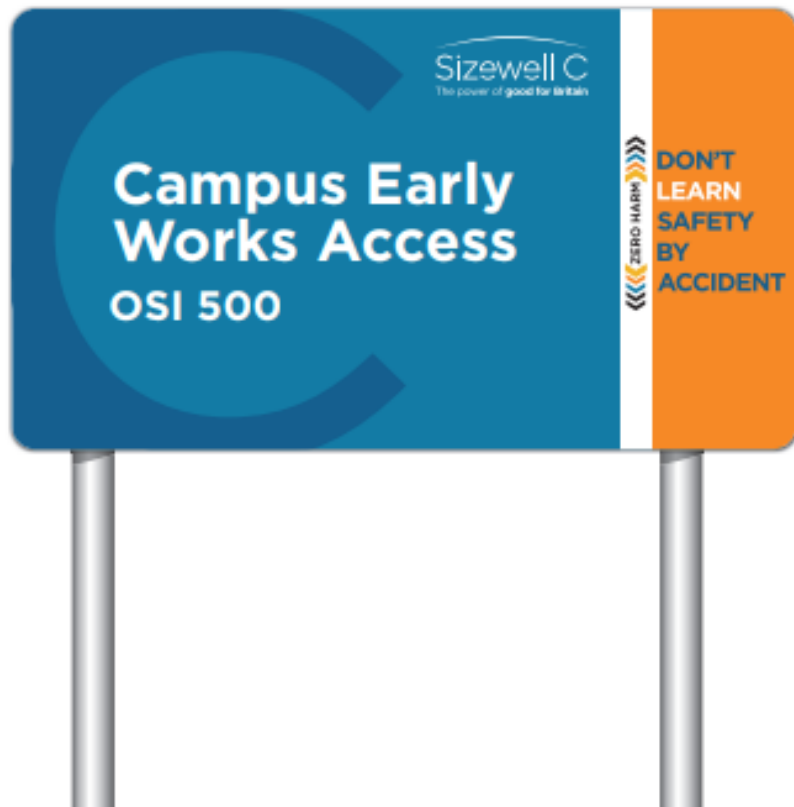 Sizewell C
The power of good for Britain
Campus Early
Works Access
OSI 500
ZERO HARM
DON'T
LEARN
SAFETY
BY
ACCIDENT